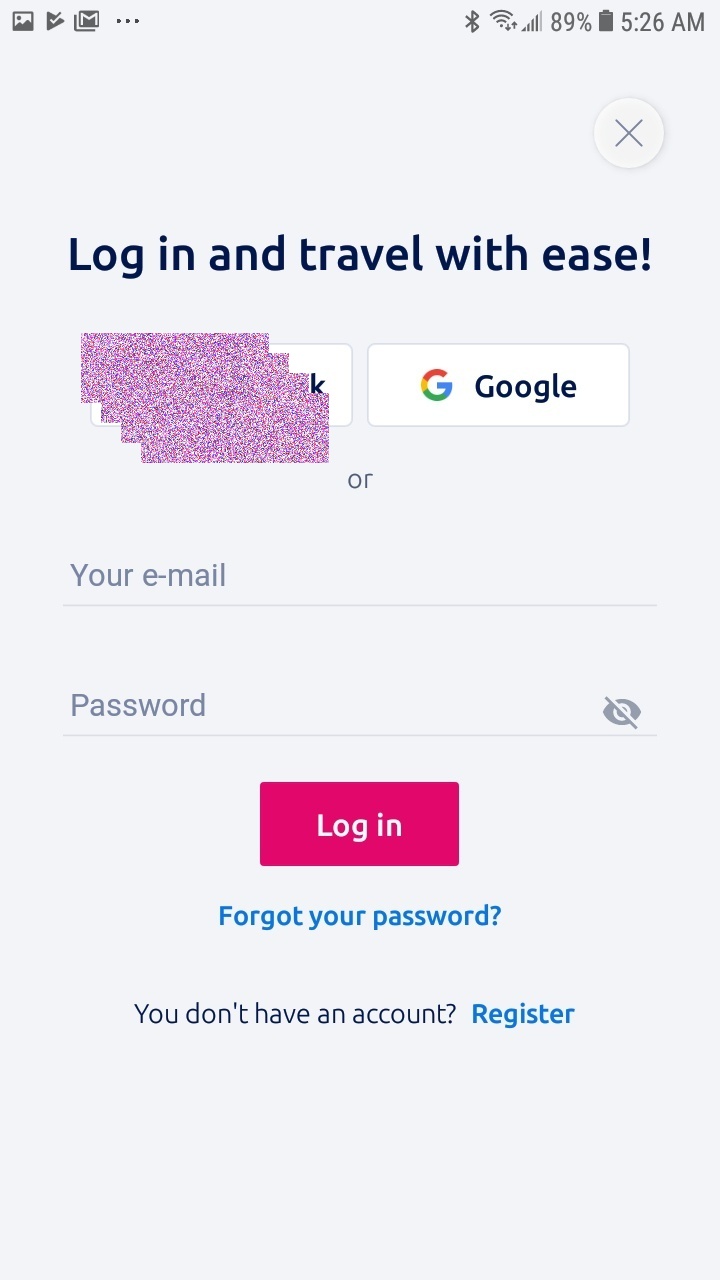 89% 5:26 AM
Log in and travel with ease!
Google
or
Your e-mail
Password
Log in
Forgot your password?
You don't have an account? Register